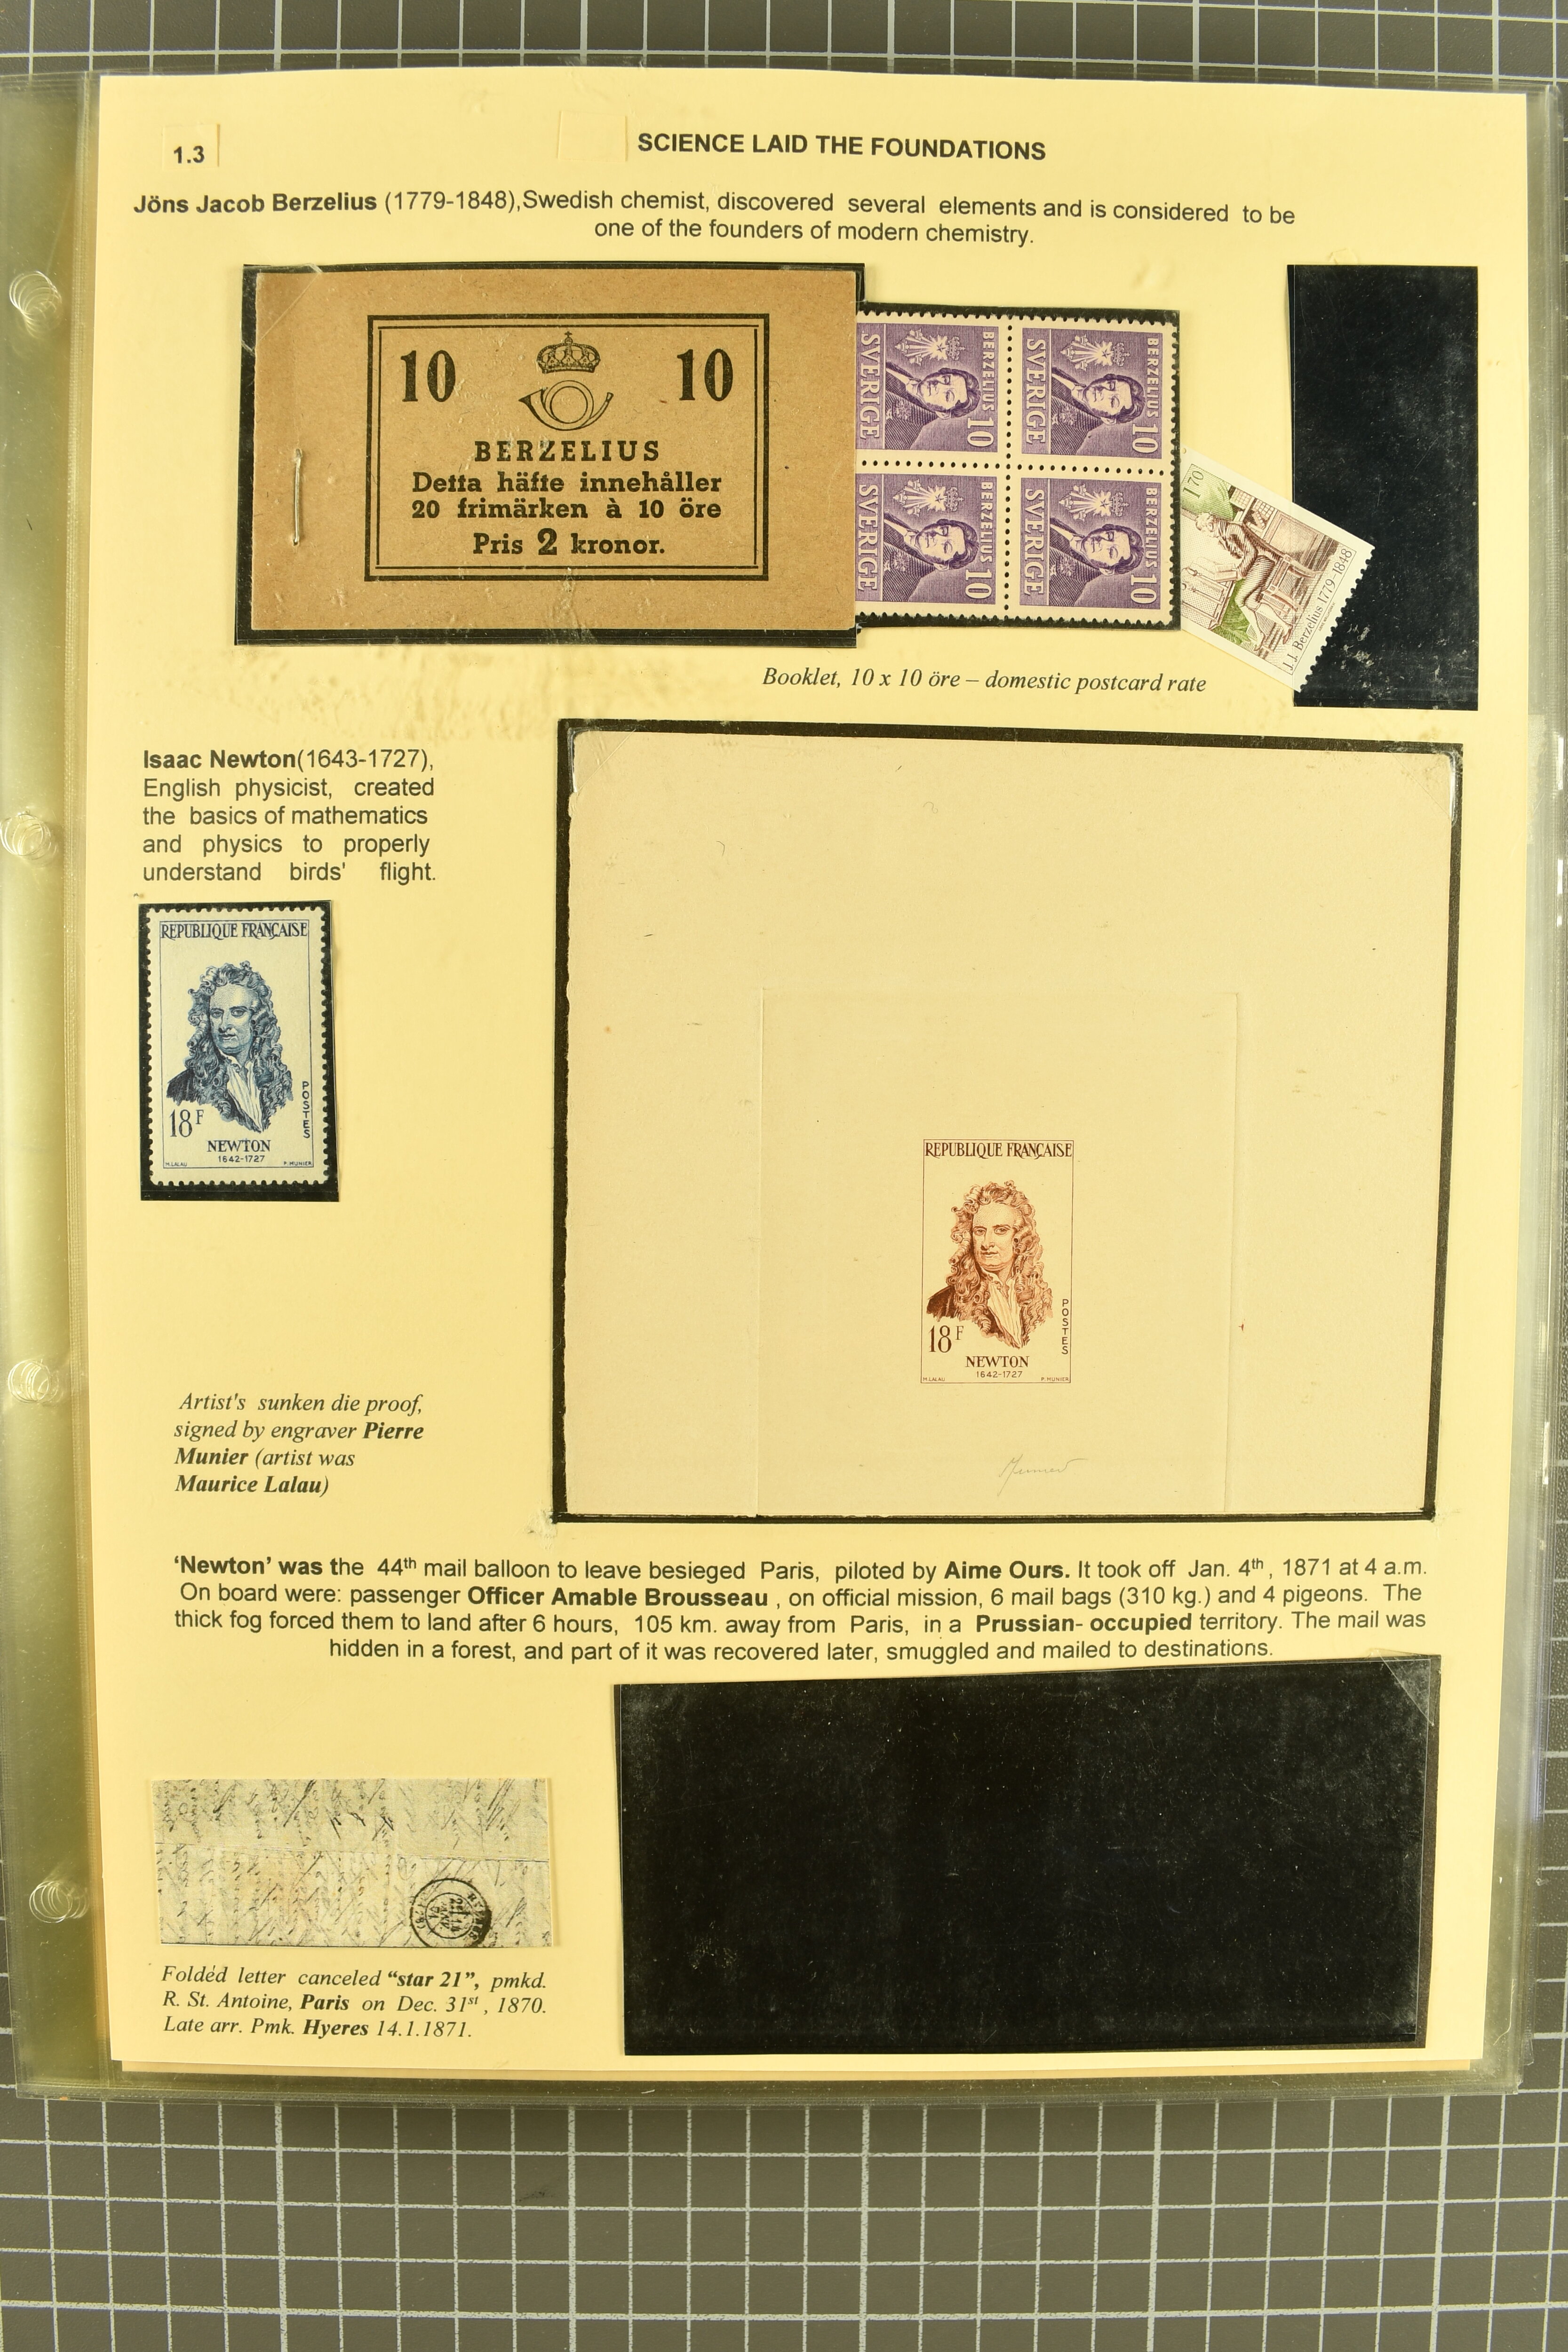 1.3
SCIENCE LAID THE FOUNDATIONS
Jöns Jacob Berzelius (1779-1848),Swedish chemist, discovered several elements and is considered to be
one of the founders of modern chemistry.
10 10
BERZELIUS
Detta häfte innehåller
20 frimärken à 10 öre
Pris 2 kronor.
BERZELIUS 10
SVERIGE
BERZELIUS 10
SVERIGE
BERZELIUS 10
SVERIGE
BERZELIUS 10
SVERIGE
1.70
J.J. Berzelius 1779-1848
Booklet, 10 x 10 öre – domestic postcard rate
Isaac Newton(1643-1727),
English physicist, created
the basics of mathematics
and physics to properly
understand birds' flight.
REPUBLIQUE FRANÇAISE
POSTES
18F
NEWTON
1642-1727
M.LALAU P.MUNIER
REPUBLIQUE FRANÇAISE
POSTES
18F
NEWTON
1642-1727
M.LALAU P.MUNIER
Munier
Artist's sunken die proof,
signed by engraver Pierre
Munier (artist was
Maurice Lalau)
‘Newton’ was the 44th mail balloon to leave besieged Paris, piloted by Aime Ours. It took off Jan. 4th, 1871 at 4 a.m.
On board were: passenger Officer Amable Brousseau , on official mission, 6 mail bags (310 kg.) and 4 pigeons. The
thick fog forced them to land after 6 hours, 105 km. away from Paris, in a Prussian- occupied territory. The mail was
hidden in a forest, and part of it was recovered later, smuggled and mailed to destinations.
Folded letter canceled “star 21”, pmkd.
R. St. Antoine, Paris on Dec. 31st, 1870.
Late arr. Pmk. Hyeres 14.1.1871.